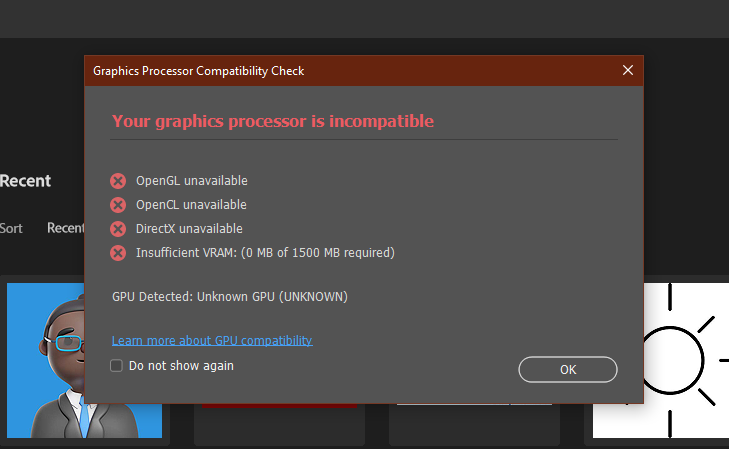 Graphics Processor Compatibility Check
Your graphics processor is incompatible
Recent
OpenGL unavailable
OpenCL unavailable
Sort Recent
DirectX unavailable
Insufficient VRAM: (0 MB of 1500 MB required)
GPU Detected: Unknown GPU (UNKNOWN)
Learn more about GPU compatibility
Do not show again
OK